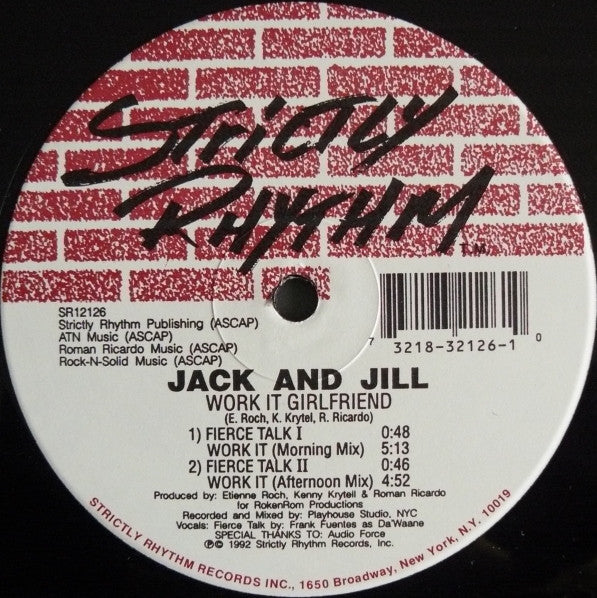 STRICTLY
RHYTHM T.M.
SR12126
Strictly Rhythm Publishing (ASCAP)
ATN Music (ASCAP)
Roman Ricardo Music (ASCAP)
Rock-N-Solid Music (ASCAP)
7 3218-32126-1 0
JACK AND JILL
WORK IT GIRLFRIEND
(E. Roch, K. Krytel, R. Ricardo)
1) FIERCE TALK I 0:48
WORK IT (Morning Mix) 5:13
2) FIERCE TALK II 0:46
WORK IT (Afternoon Mix) 4:52
Produced by: Etienne Roch, Kenny Krytell & Roman Ricardo
for RokenRom Productions
Recorded and Mixed by: Playhouse Studio, NYC
Vocals: Fierce Talk by: Frank Fuentes as Da'Waane
SPECIAL THANKS TO: Audio Force
℗© 1992 Strictly Rhythm Records, Inc.
STRICTLY RHYTHM RECORDS INC., 1650 Broadway, New York, N.Y. 10019